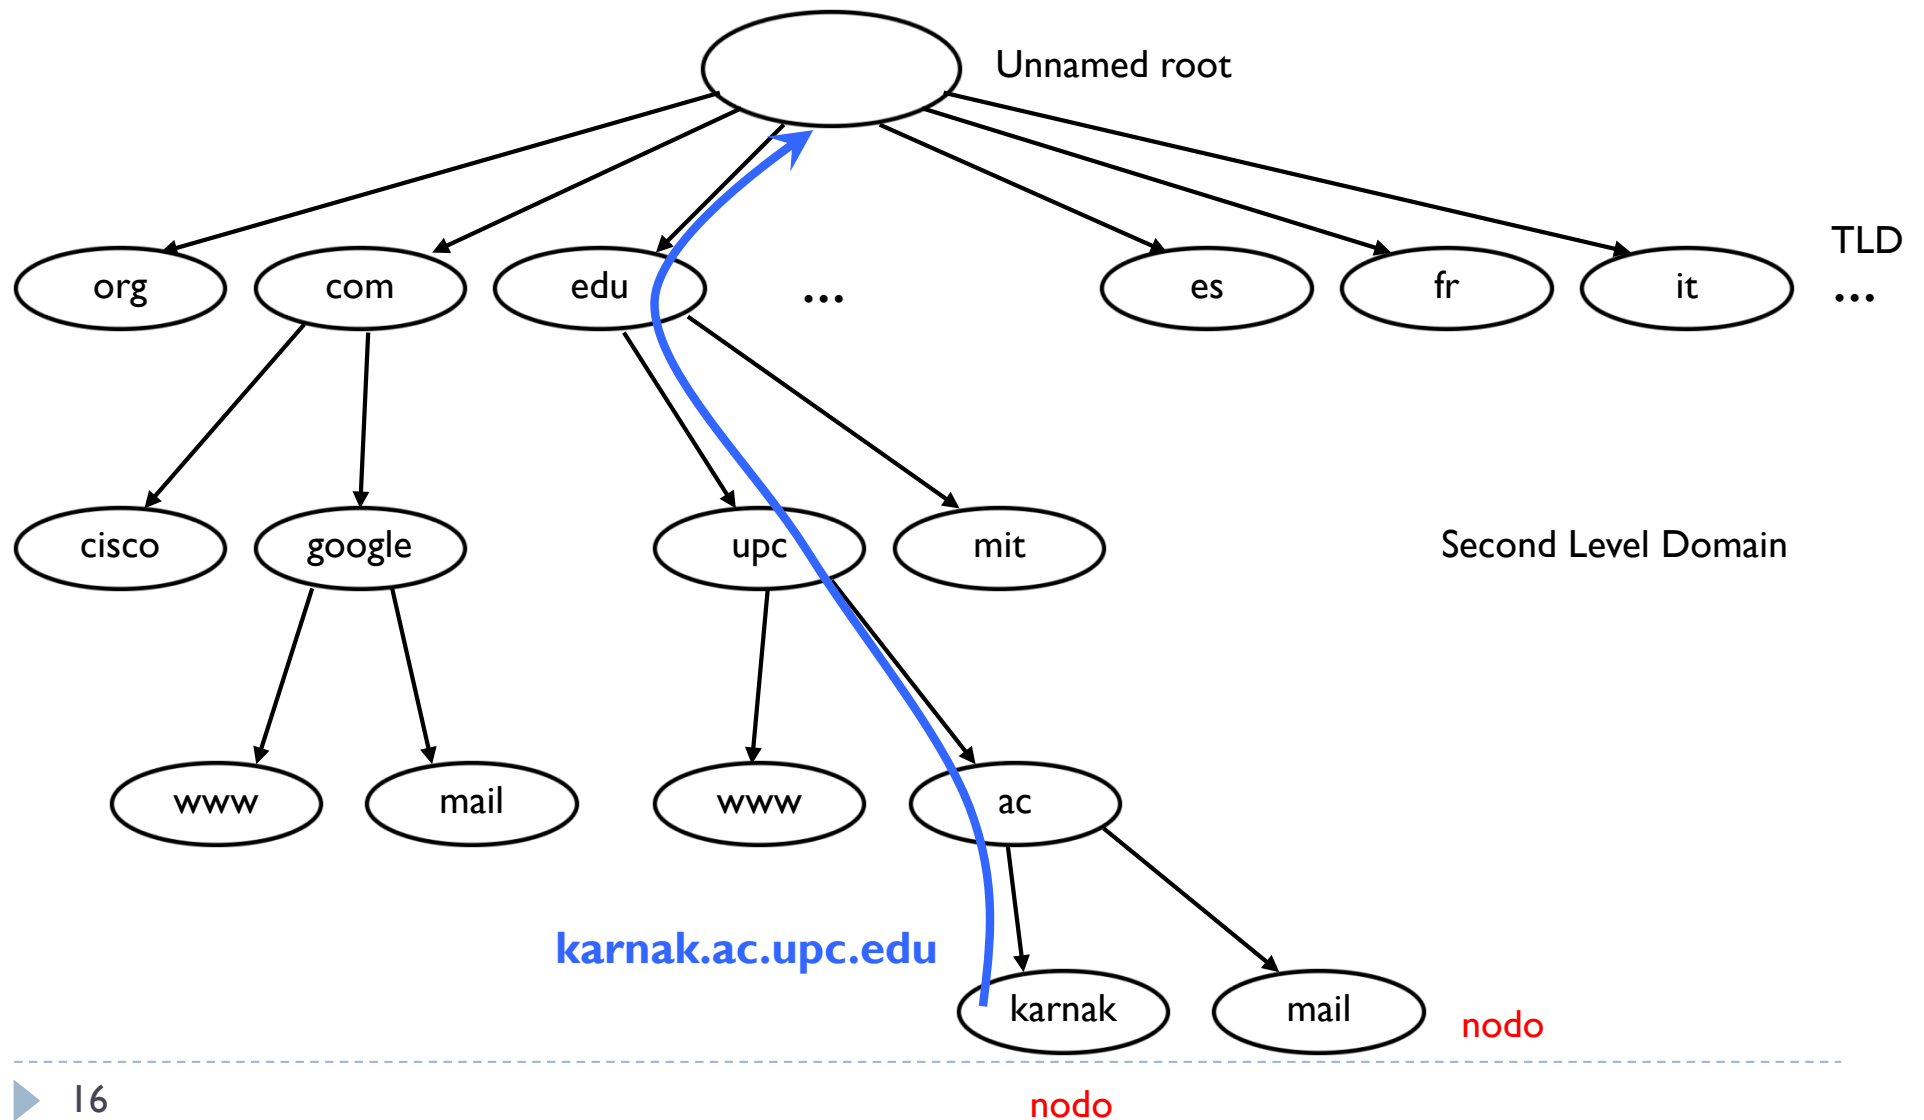 Unnamed root
TLD
org
com
edu
...
es
fr
it
...
cisco
google
upc
mit
Second Level Domain
www
mail
www
ac
karnak.ac.upc.edu
karnak
mail
nodo
16
nodo